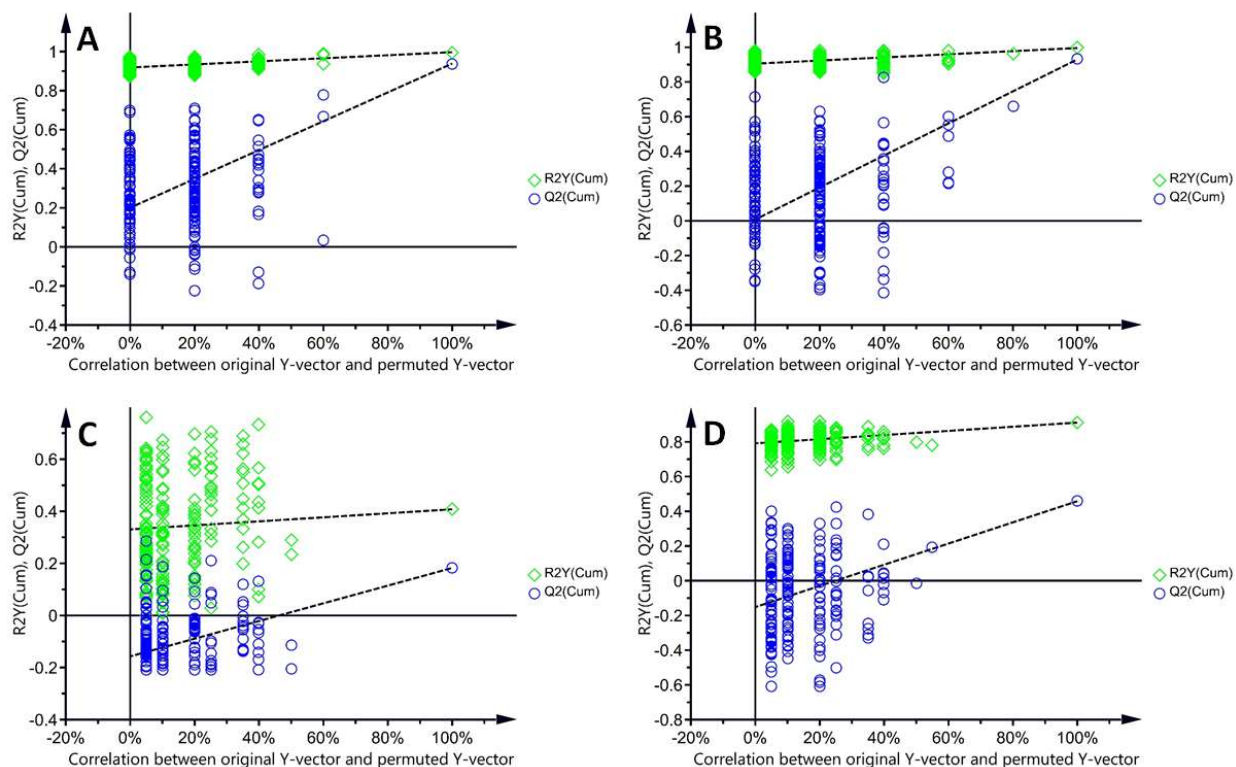 A
R2Y(Cum), Q2(Cum)
1
0.8
0.6
0.4
0.2
0
-0.2
-0.4
-20% 0% 20% 40% 60% 80% 100%
Correlation between original Y-vector and permuted Y-vector
R2Y(Cum)
Q2(Cum)
B
R2Y(Cum), Q2(Cum)
1
0.8
0.6
0.4
0.2
0
-0.2
-0.4
-0.6
-20% 0% 20% 40% 60% 80% 100%
Correlation between original Y-vector and permuted Y-vector
R2Y(Cum)
Q2(Cum)
C
R2Y(Cum), Q2(Cum)
0.6
0.4
0.2
0
-0.2
-0.4
-20% 0% 20% 40% 60% 80% 100%
Correlation between original Y-vector and permuted Y-vector
R2Y(Cum)
Q2(Cum)
D
R2Y(Cum), Q2(Cum)
0.8
0.6
0.4
0.2
0
-0.2
-0.4
-0.6
-0.8
-20% 0% 20% 40% 60% 80% 100%
Correlation between original Y-vector and permuted Y-vector
R2Y(Cum)
Q2(Cum)